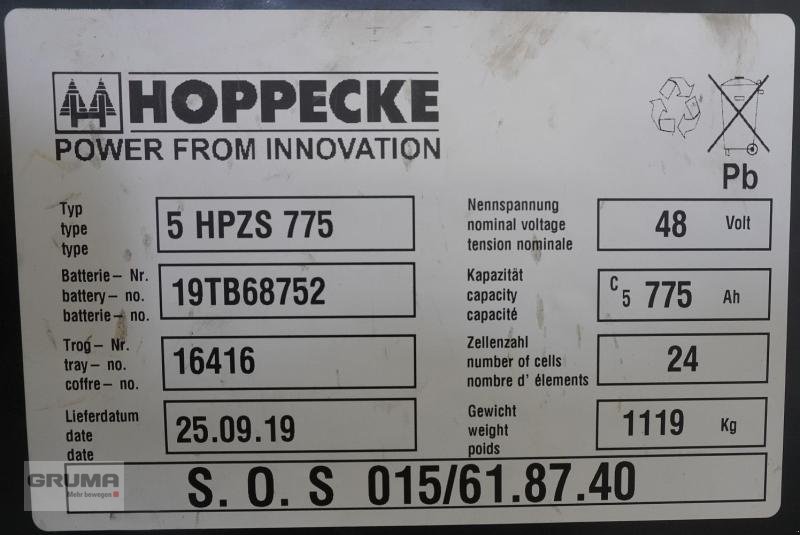 HOPPECKE
POWER FROM INNOVATION
Pb
Typ
type
type
5 HPZS 775
Batterie- Nr.
battery- no.
batterie- no.
19TB68752
Trog- Nr.
tray- no.
coffre- no.
16416
Lieferdatum
date
date
25.09.19
Nennspannung
nominal voltage
tension nominale
48 Volt
Kapazität
capacity
capacité
C5 775 Ah
Zellenzahl
number of cells
nombre d' élements
24
Gewicht
weight
poids
1119 Kg
S. O. S 015/61.87.40
GRUMA
Mehr bewegen